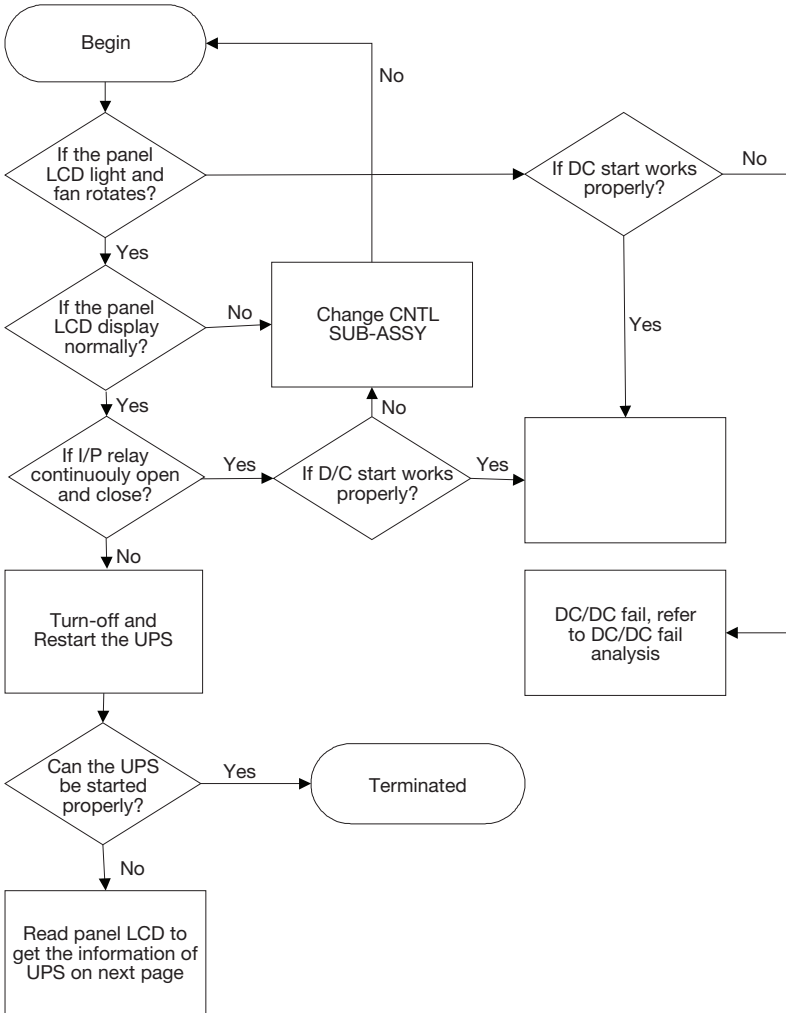 Begin
No
If the panel
LCD light and
fan rotates?
If DC start works
properly?
No
Yes
If the panel
LCD display
normally?
No
Change CNTL
SUB-ASSY
Yes
Yes
No
If I/P relay
continuouly open
and close?
Yes
If D/C start works
properly?
Yes
No
Turn-off and
Restart the UPS
DC/DC fail, refer
to DC/DC fail
analysis
Can the UPS
be started
properly?
Yes
Terminated
No
Read panel LCD to
get the information of
UPS on next page